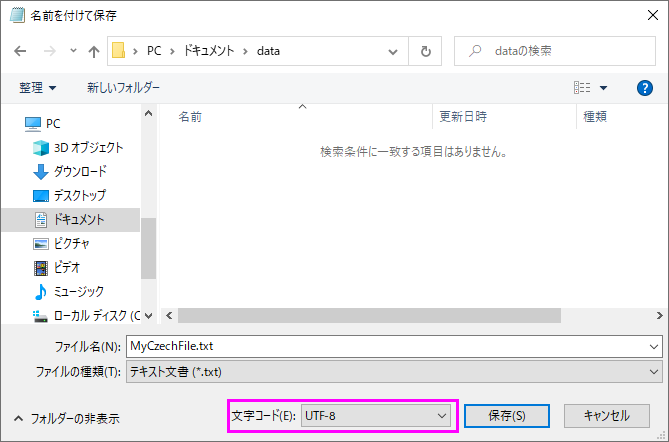 名前を付けて保存
PC ドキュメント data
dataの検索
整理 新しいフォルダー
名前 更新日時 種類
検索条件に一致する項目はありません。
PC
3D オブジェクト
ダウンロード
デスクトップ
ドキュメント
ピクチャ
ビデオ
ミュージック
ローカル ディスク (C
ファイル名(N): MyCzechFile.txt
ファイルの種類(T): テキスト文書 (*.txt)
フォルダーの非表示 文字コード(E): UTF-8 保存(S) キャンセル